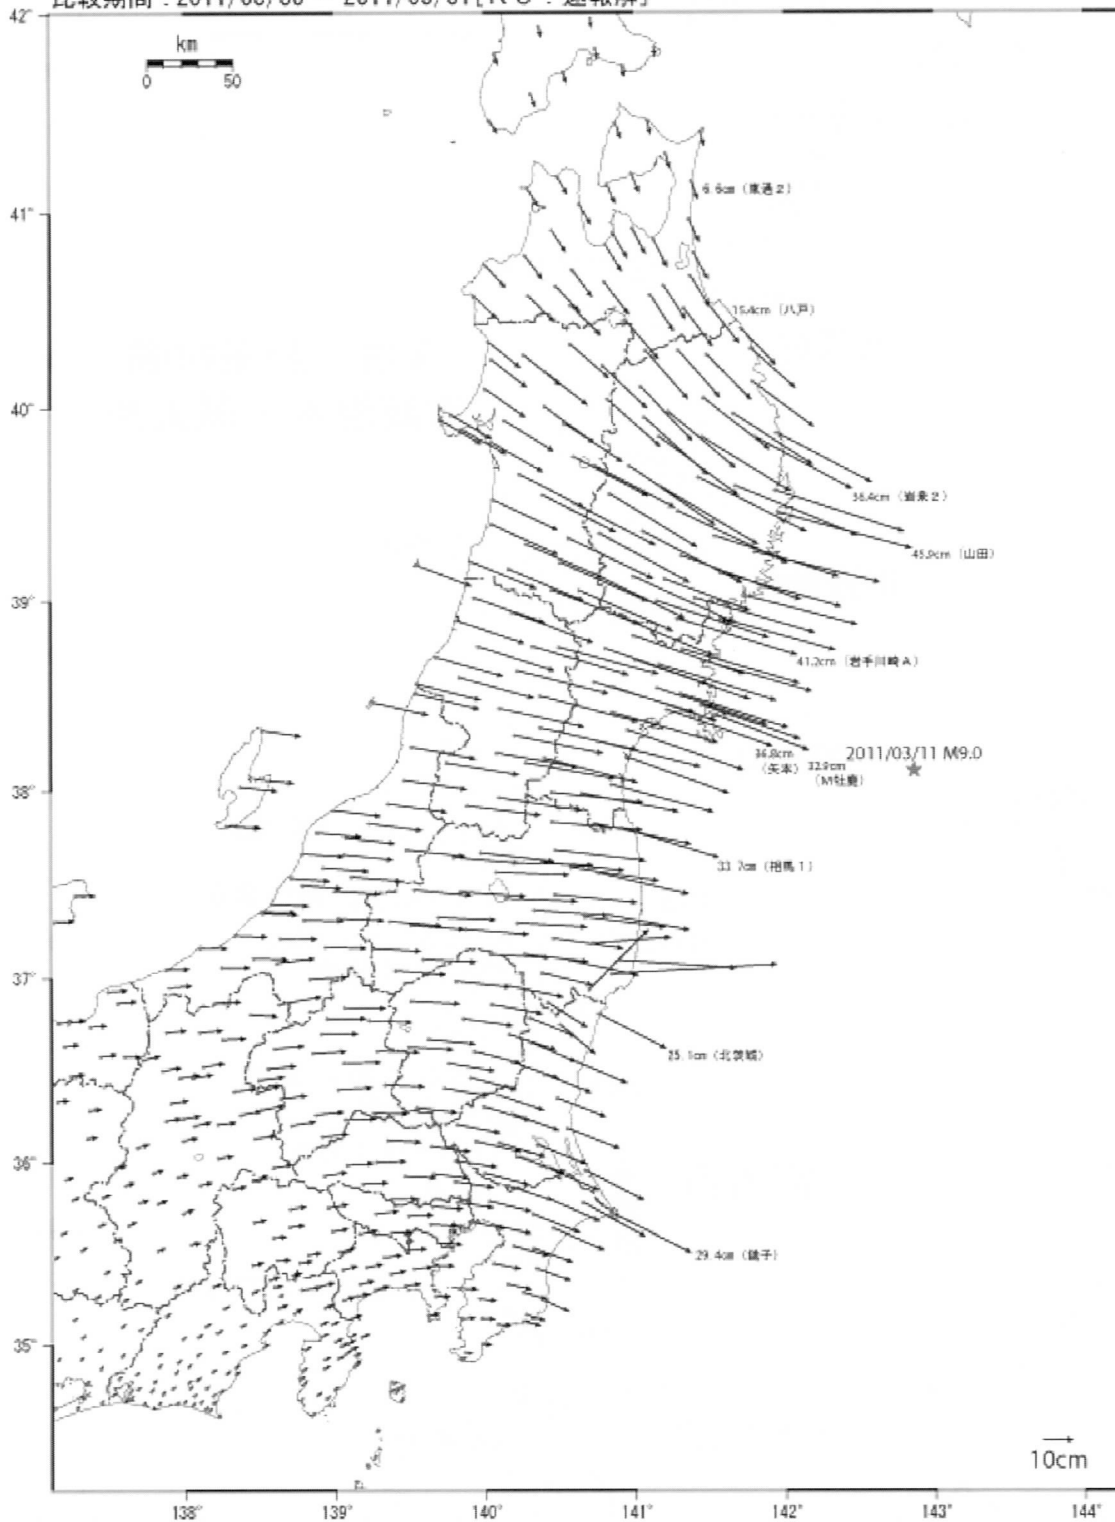 42°
km
0 50
6.6cm (東通2)
41°
15.4cm (八戸)
40°
36.4cm (岩泉2)
45.9cm (山田)
39°
41.2cm (岩手川崎A)
2011/03/11 M9.0
36.8cm
(矢本)
32.9cm
(M牡鹿)
38°
33.7cm (相馬1)
37°
25.1cm (北茨城)
36°
29.4cm (銚子)
35°
10cm
138° 139° 140° 141° 142° 143° 144°